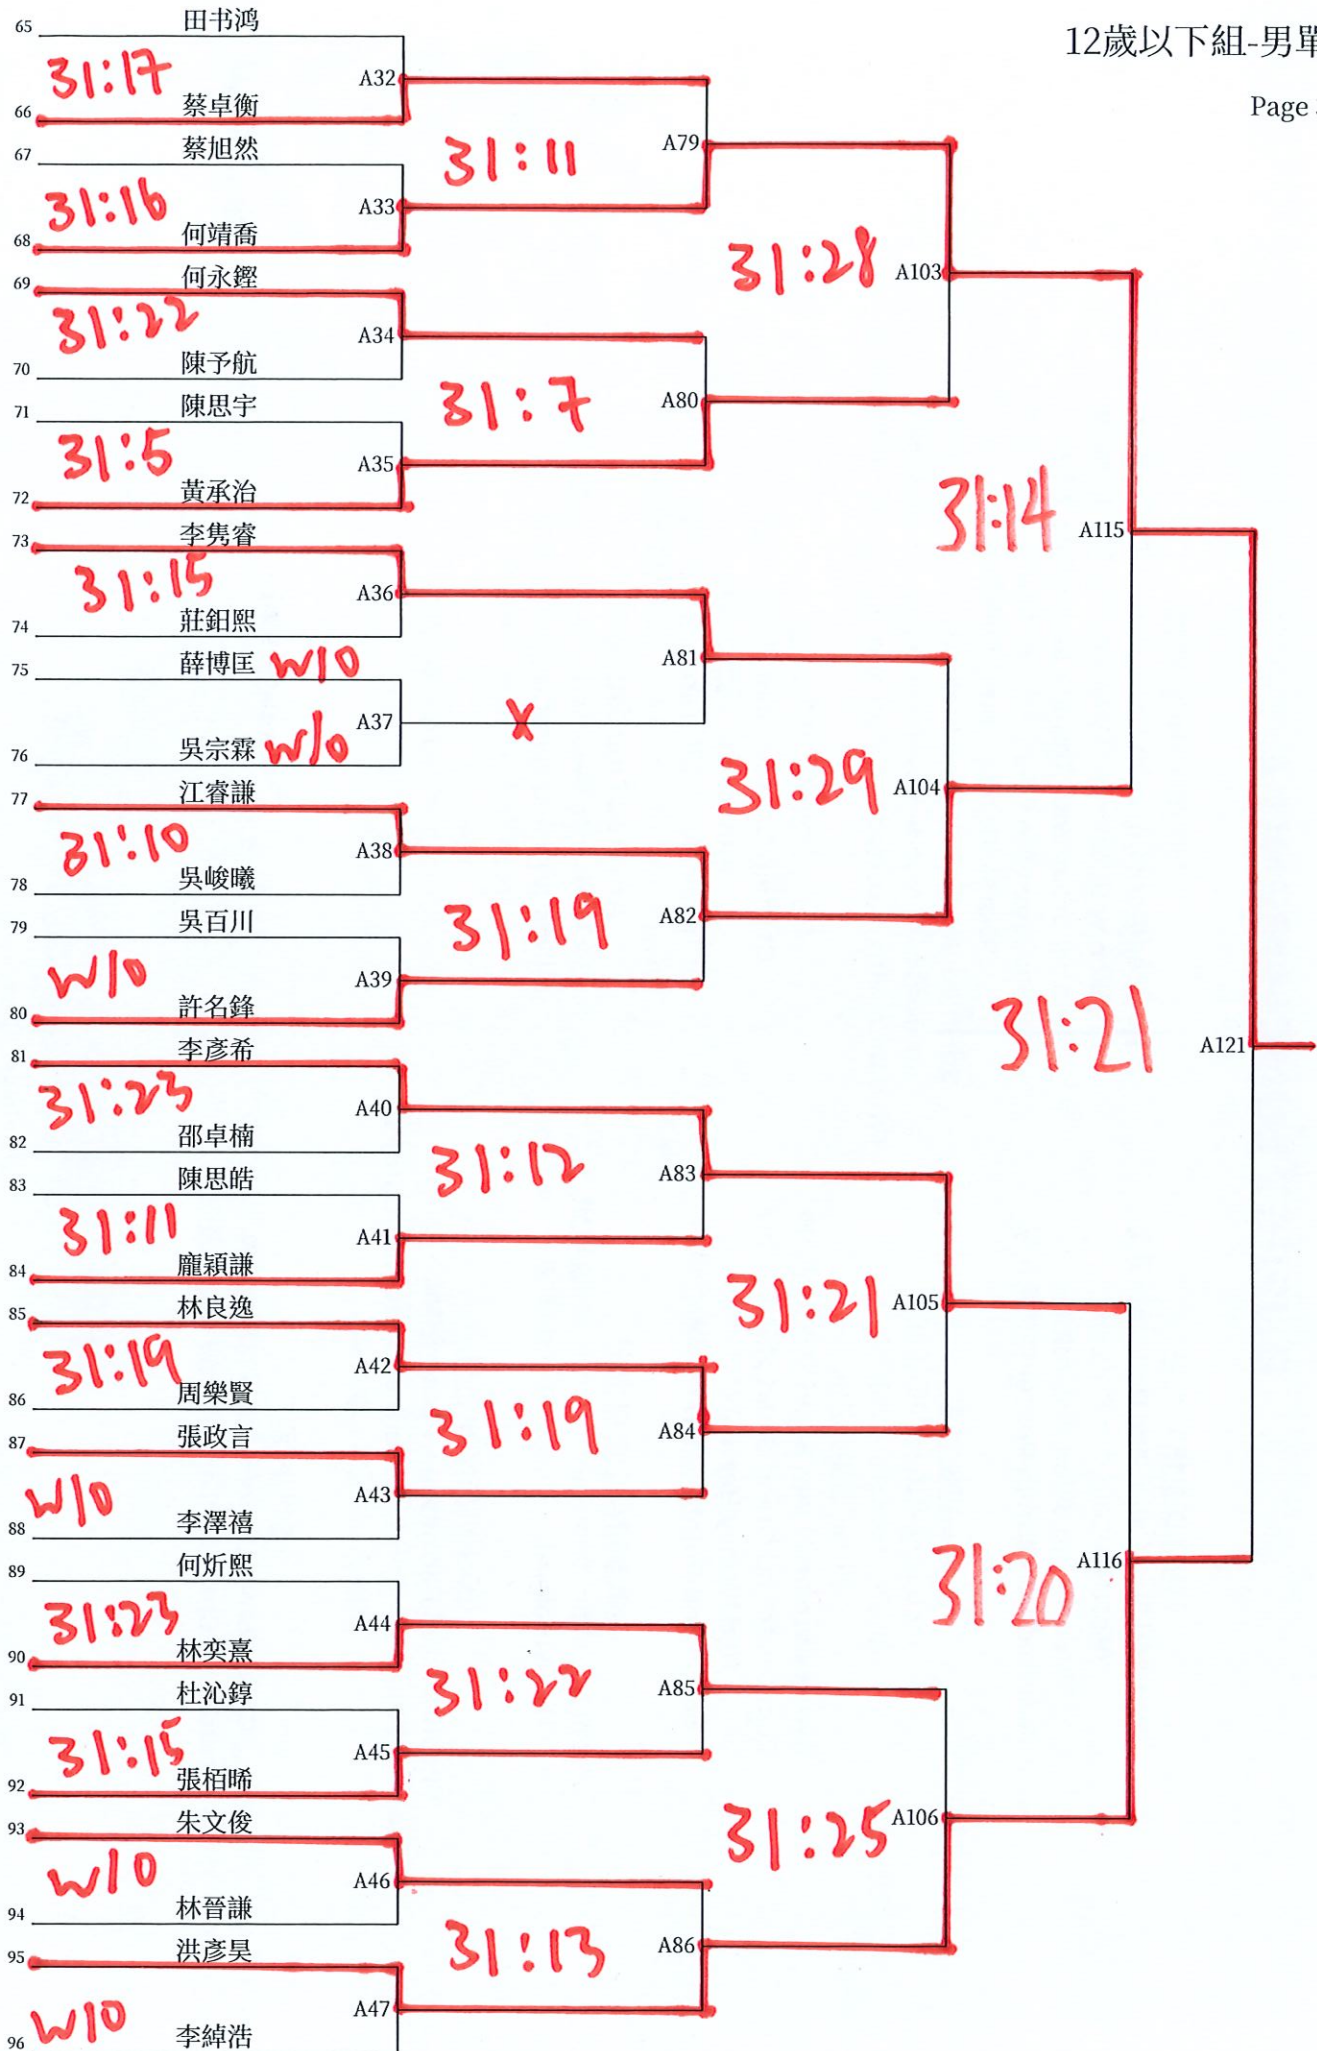 12歲以下組-男單
Page
65 田书鸿
31:17
A32
66 蔡卓衡
67 蔡旭然
31:11
A79
31:16
A33
68 何靖喬
31:28
A103
69 何永鏗
31:22
A34
70 陳予航
31:7
A80
71 陳思宇
31:5
A35
72 黃承治
31:14
A115
73 李隽睿
31:15
A36
74 莊鈤熙
75 薛博匡 W/O
A81
A37
X
76 吳宗霖 W/O
31:29
A104
77 江睿謙
31:10
A38
78 吳峻曦
31:19
A82
79 吳百川
W/O
A39
80 許名鋒
31:21
A121
81 李彥希
31:23
A40
82 邵卓楠
31:12
A83
83 陳思皓
31:11
A41
84 龐穎謙
31:21
A105
85 林良逸
31:19
A42
86 周樂賢
31:19
A84
87 張政言
W/O
A43
88 李澤禧
31:20
A116
89 何炘熙
31:23
A44
90 林奕熹
31:22
A85
91 杜沁錞
31:15
A45
92 張栢晞
31:25
A106
93 朱文俊
W/O
A46
94 林晉謙
31:13
A86
95 洪彥昊
A47
W/O
96 李綽浩